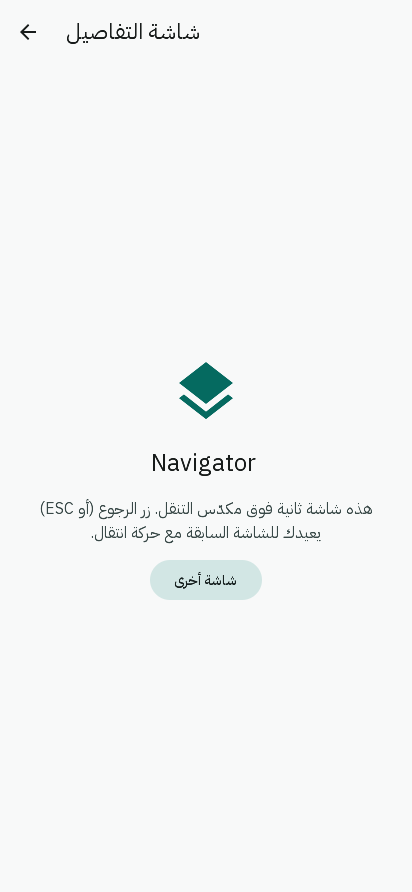 شاشة التفاصيل
Navigator
هذه شاشة ثانية فوق مكدّس التنقل. زر الرجوع (أو ESC)
يعيدك للشاشة السابقة مع حركة انتقال.
شاشة أخرى